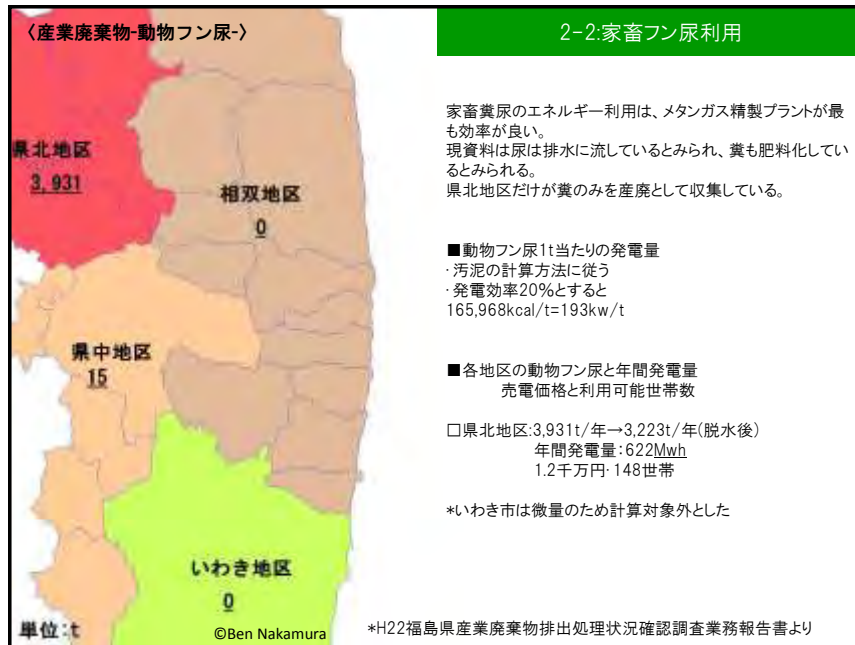 〈産業廃棄物-動物フン尿-〉
県北地区
3,931
相双地区
0
県中地区
15
いわき地区
0
単位:t
©Ben Nakamura
2-2:家畜フン尿利用
家畜糞尿のエネルギー利用は、メタンガス精製プラントが最
も効率が良い。
現資料は尿は排水に流しているとみられ、糞も肥料化してい
るとみられる。
県北地区だけが糞のみを産廃として収集している。
■動物フン尿1t当たりの発電量
・汚泥の計算方法に従う
・発電効率20%とすると
165,968kcal/t=193kw/t
■各地区の動物フン尿と年間発電量
売電価格と利用可能世帯数
□県北地区:3,931t/年→3,223t/年(脱水後)
年間発電量:622Mwh
1.2千万円・148世帯
*いわき市は微量のため計算対象外とした
*H22福島県産業廃棄物排出処理状況確認調査業務報告書より